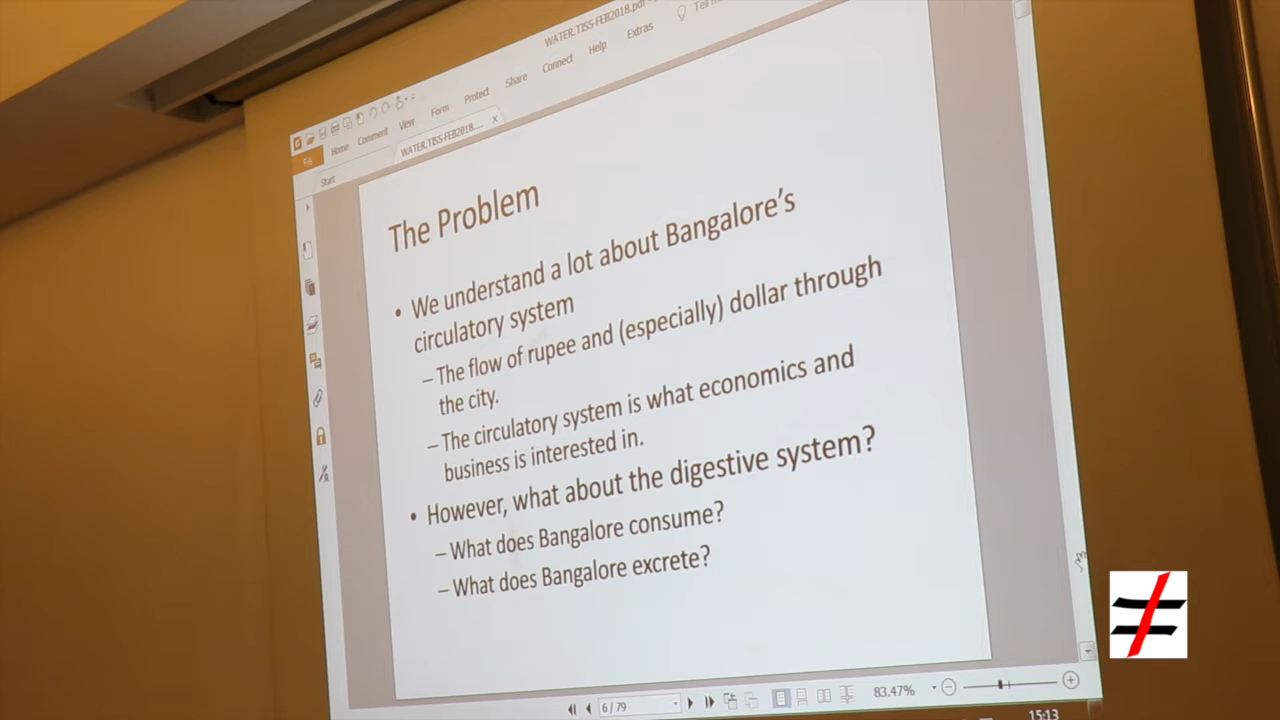 WATER.TISS-FEB2018.pdf
File Home Comment View Form Protect Share Connect Help Extras
Start WATER.TISS-FEB2018....
The Problem
• We understand a lot about Bangalore's
circulatory system
– The flow of rupee and (especially) dollar through
the city.
– The circulatory system is what economics and
business is interested in.
• However, what about the digestive system?
– What does Bangalore consume?
– What does Bangalore excrete?
6 / 79 83.47%
15:13